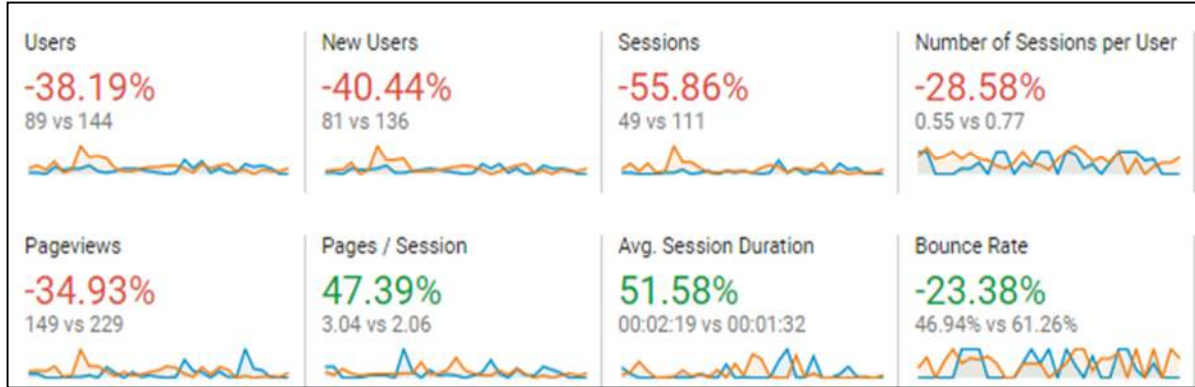 Users
-38.19%
89 vs 144
New Users
-40.44%
81 vs 136
Sessions
-55.86%
49 vs 111
Number of Sessions per User
-28.58%
0.55 vs 0.77
Pageviews
-34.93%
149 vs 229
Pages / Session
47.39%
3.04 vs 2.06
Avg. Session Duration
51.58%
00:02:19 vs 00:01:32
Bounce Rate
-23.38%
46.94% vs 61.26%